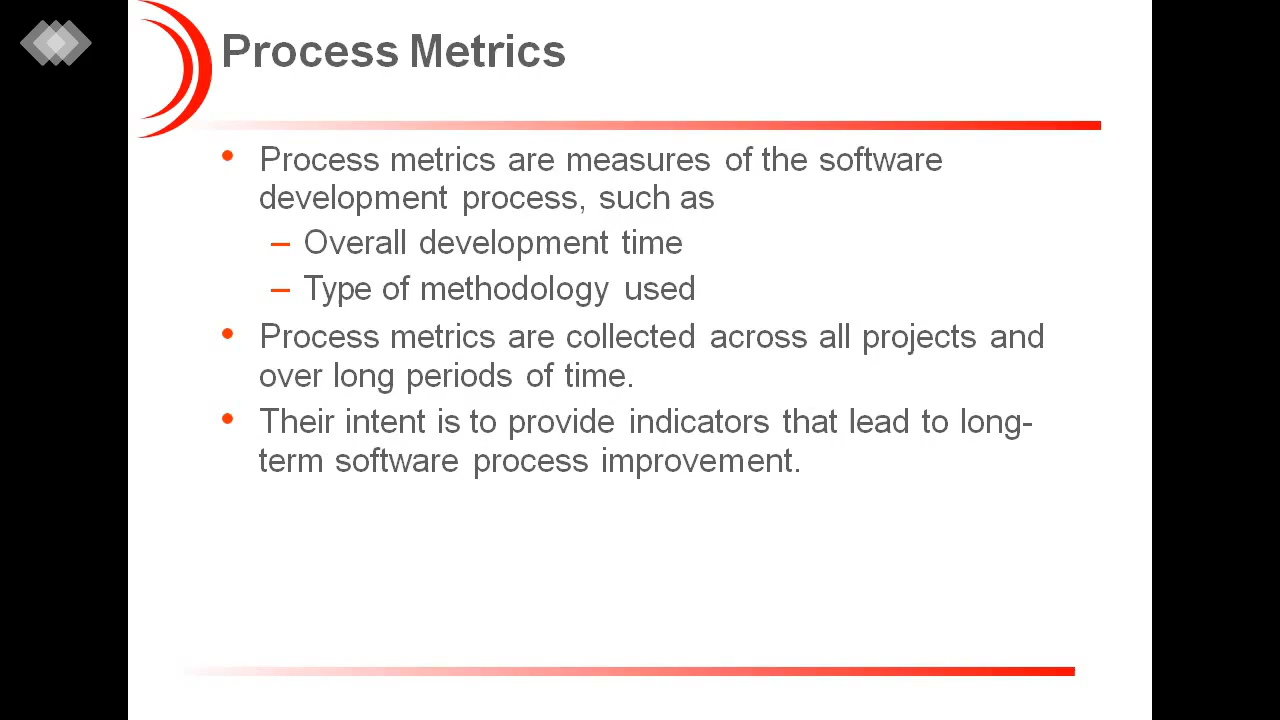 Process Metrics
• Process metrics are measures of the software
development process, such as
– Overall development time
– Type of methodology used
• Process metrics are collected across all projects and
over long periods of time.
• Their intent is to provide indicators that lead to long-
term software process improvement.